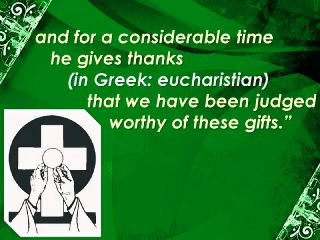 and for a considerable time
he gives thanks
(in Greek: eucharistian)
that we have been judged
worthy of these gifts.”